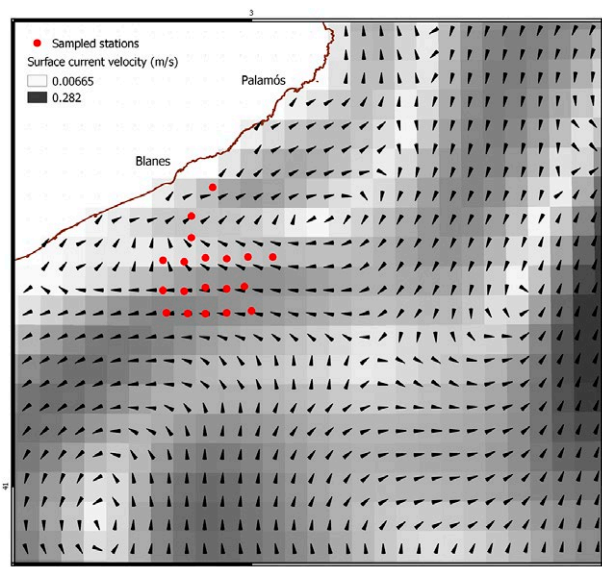 3
Sampled stations
Surface current velocity (m/s)
0.00665
0.282
Palamós
Blanes
41